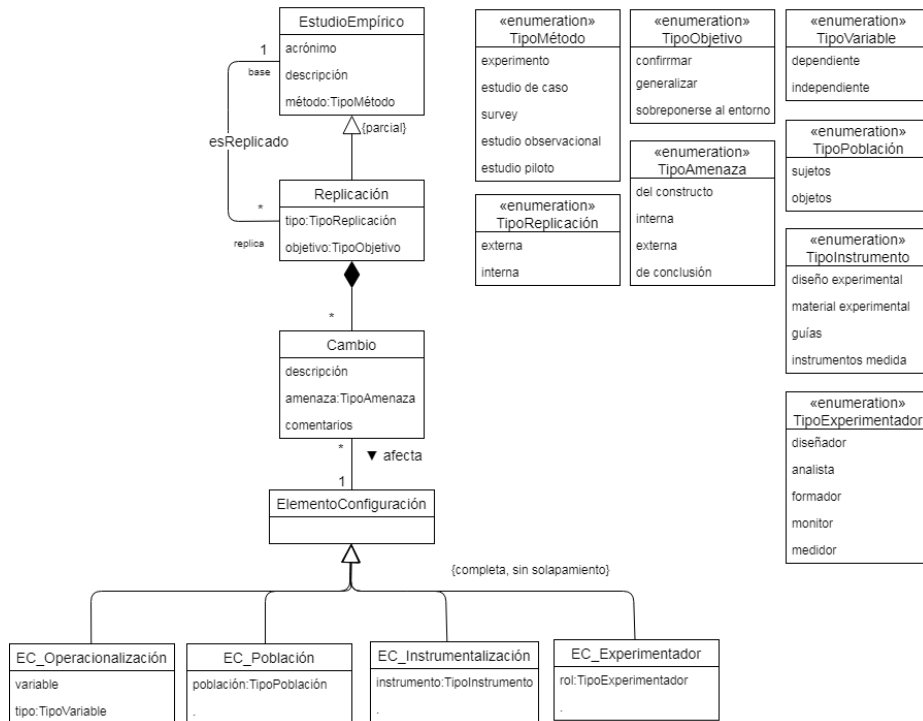 EstudioEmpírico
acrónimo
descripción
método:TipoMétodo
1
base
esReplicado
{parcial}
*
replica
Replicación
tipo:TipoReplicación
objetivo:TipoObjetivo
*
Cambio
descripción
amenaza:TipoAmenaza
comentarios
*
▼ afecta
1
ElementoConfiguración
{completa, sin solapamiento}
EC_Operacionalización
variable
tipo:TipoVariable
EC_Población
población:TipoPoblación
.
EC_Instrumentalización
instrumento:TipoInstrumento
.
EC_Experimentador
rol:TipoExperimentador
.
«enumeration»
TipoMétodo
experimento
estudio de caso
survey
estudio observacional
estudio piloto
«enumeration»
TipoReplicación
externa
interna
«enumeration»
TipoObjetivo
confirrmar
generalizar
sobreponerse al entorno
«enumeration»
TipoAmenaza
del constructo
interna
externa
de conclusión
«enumeration»
TipoVariable
dependiente
independiente
«enumeration»
TipoPoblación
sujetos
objetos
«enumeration»
TipoInstrumento
diseño experimental
material experimental
guías
instrumentos medida
«enumeration»
TipoExperimentador
diseñador
analista
formador
monitor
medidor